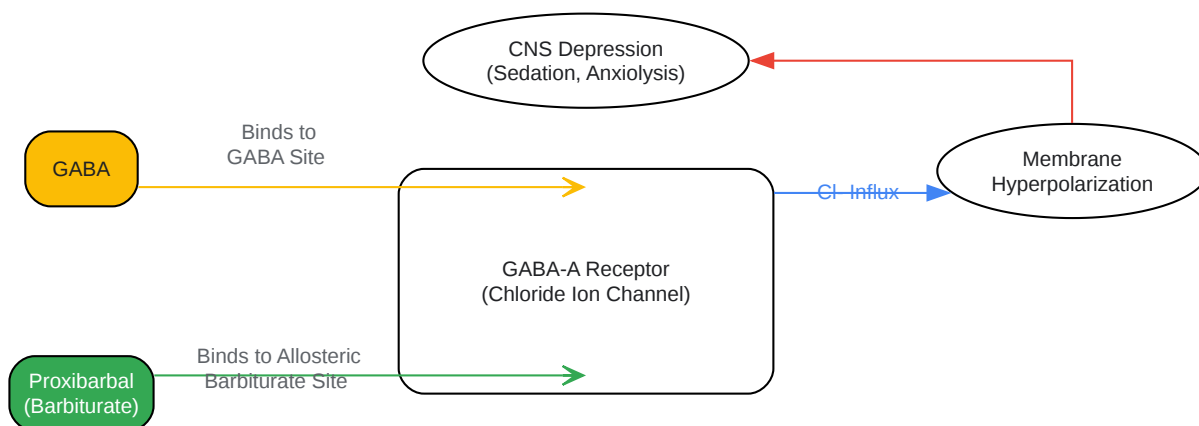 CNS Depression
(Sedation, Anxiolysis)
Binds to
GABA Site
GABA
Membrane
Hyperpolarization
Cl- Influx
GABA-A Receptor
(Chloride Ion Channel)
Binds to Allosteric
Barbiturate Site
Proxibarbal
(Barbiturate)